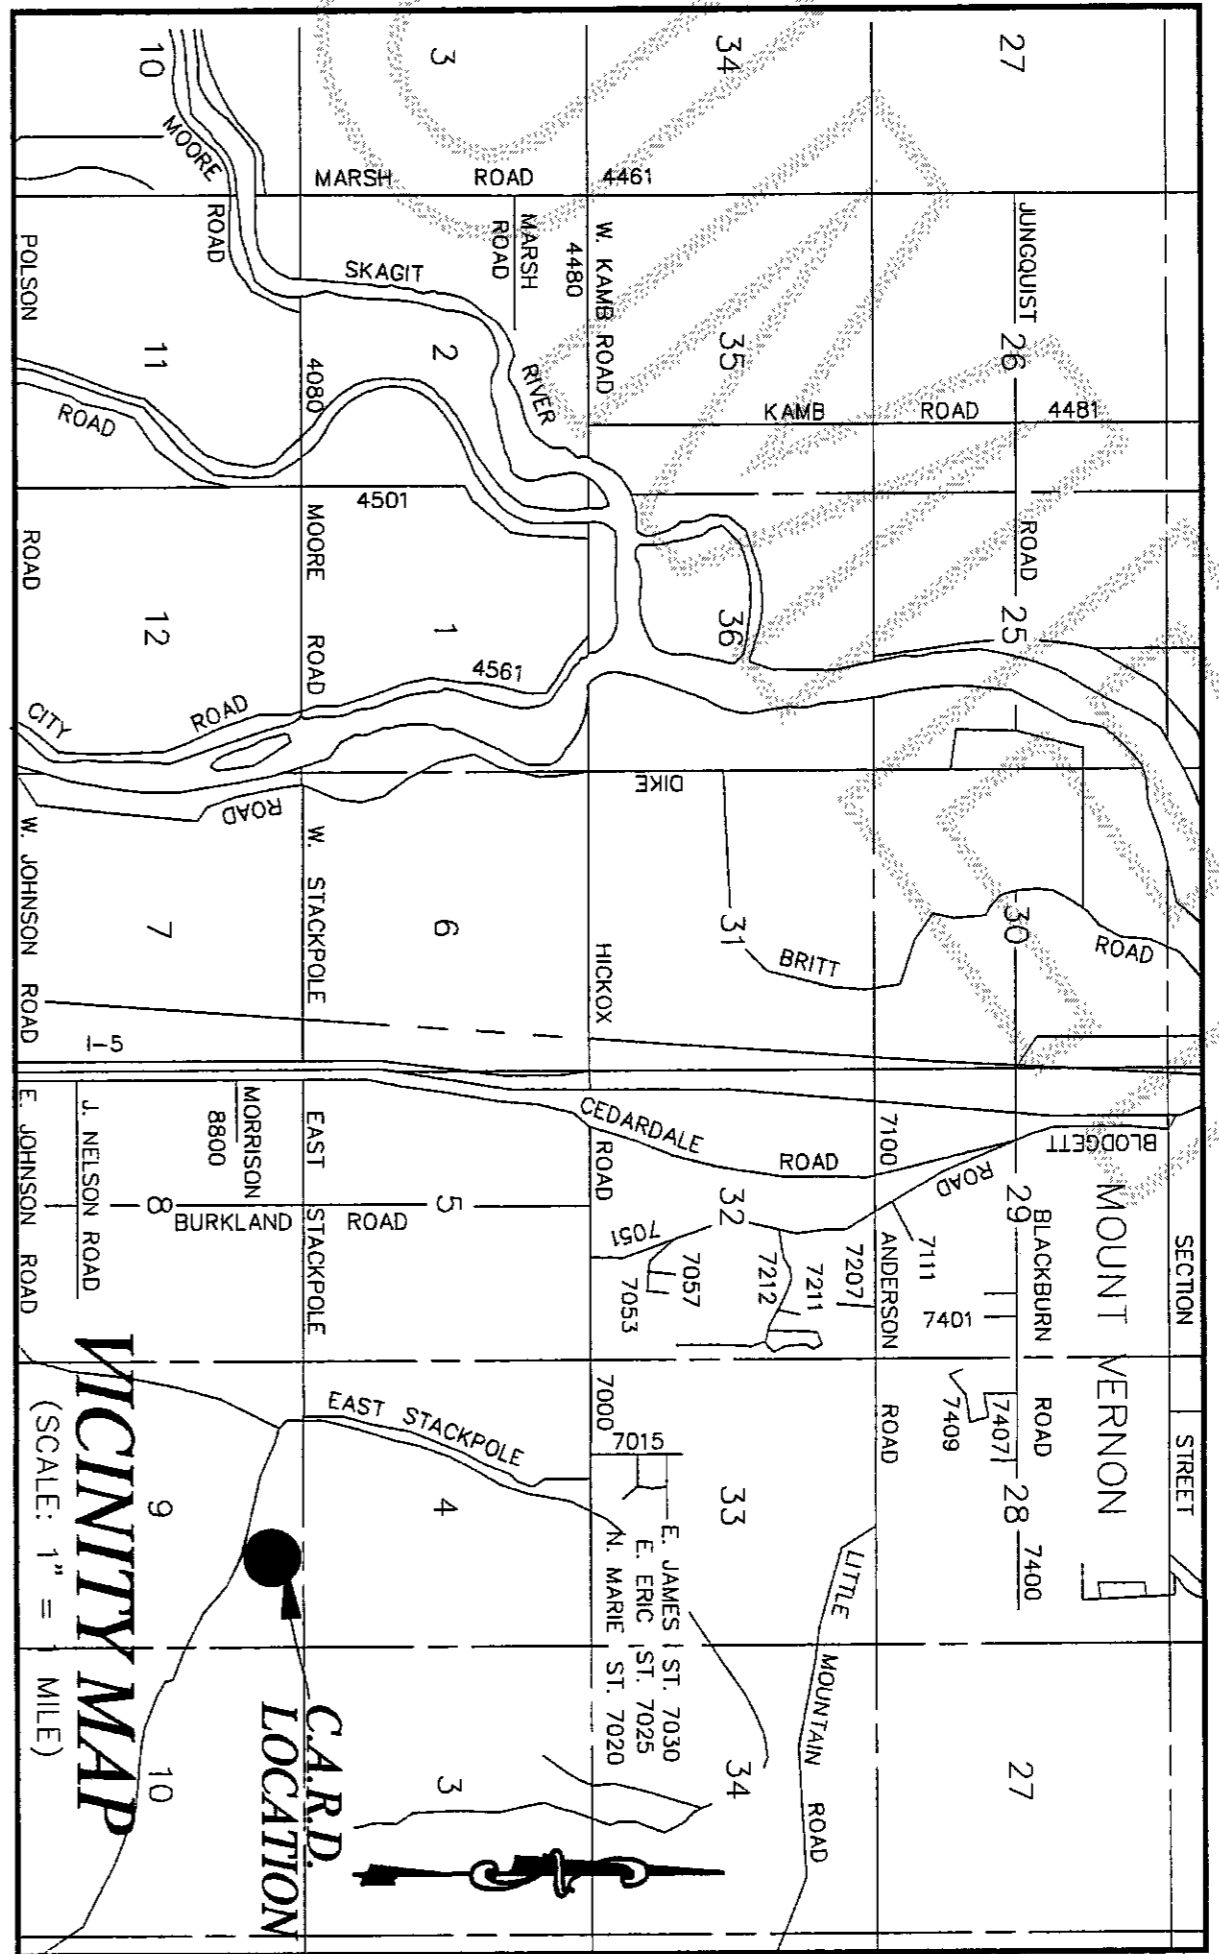 27
34
3
10
MOORE
ROAD
MARSH ROAD 4461
MARSH
ROAD
SKAGIT
RIVER
W. KAMB ROAD
4480
JUNGQUIST 26 ROAD 25
35
2
11
POLSON
ROAD
ROAD
KAMB ROAD 4481
4080
4501
MOORE ROAD
36
1
12
4561
CITY
ROAD
ROAD
DIKE
W. STACKPOLE
W. JOHNSON ROAD
7
6
31
30
BRITT
ROAD
HICKOX
ROAD
7000
I-5
SECTION STREET
MOUNT VERNON
BLODGETT
ROAD
CEDARDALE
ROAD
7100
ANDERSON ROAD
29
BLACKBURN ROAD
28
7400
7111
7401
7407
7409
7207
7211
7212
32
7051
7057
7053
MORRISON
8800
EAST STACKPOLE
5
8
BURKLAND ROAD
J. NELSON ROAD
E. JOHNSON ROAD
EAST STACKPOLE
7015
33
4
9
E. JAMES ST. 7030
E. ERIC ST. 7025
N. MARIE ST. 7020
LITTLE MOUNTAIN ROAD
27
34
3
10
C.A.R.D.
LOCATION
VICINITY MAP
(SCALE: 1" = 1 MILE)